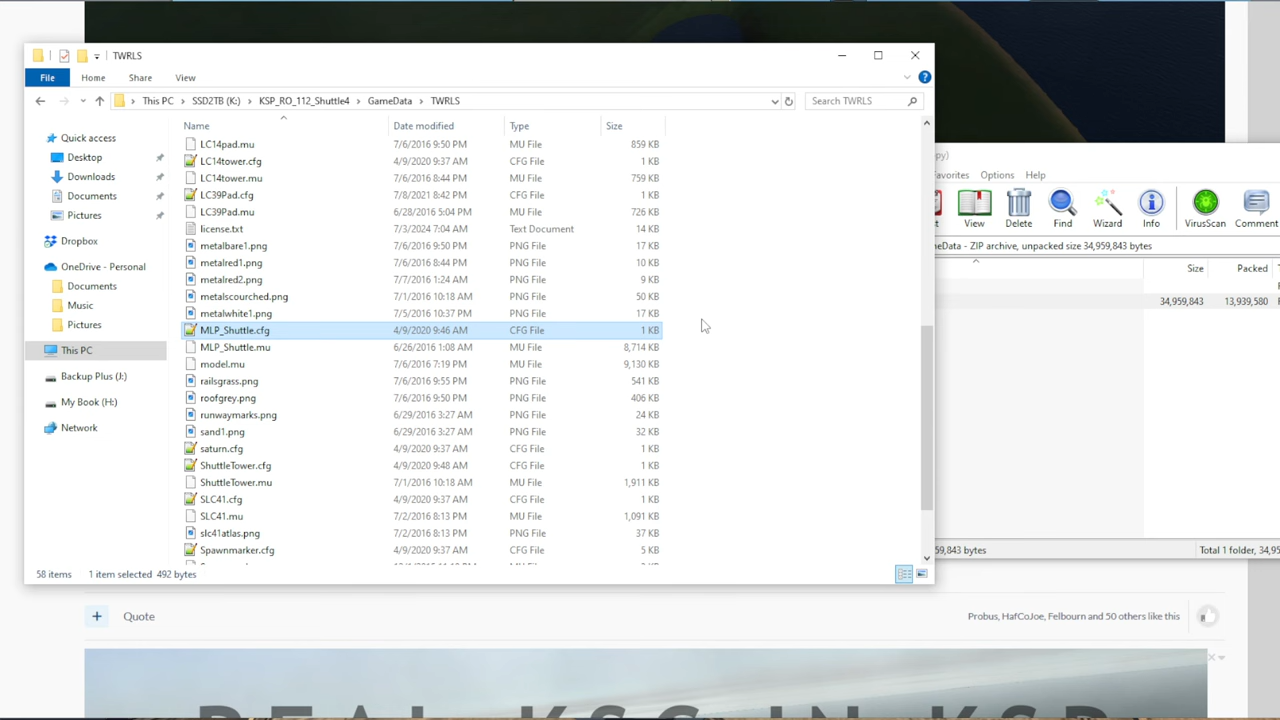 TWRLS
File Home Share View
This PC › SSD2TB (K:) › KSP_RO_112_Shuttle4 › GameData › TWRLS
Search TWRLS
Name Date modified Type Size
Quick access
Desktop
Downloads
Documents
Pictures
Dropbox
OneDrive - Personal
Documents
Music
Pictures
This PC
Backup Plus (J:)
My Book (H:)
Network
LC14pad.mu 7/6/2016 9:50 PM MU File 859 KB
LC14tower.cfg 4/9/2020 9:37 AM CFG File 1 KB
LC14tower.mu 7/6/2016 8:44 PM MU File 759 KB
LC39Pad.cfg 7/8/2021 8:42 PM CFG File 1 KB
LC39Pad.mu 6/28/2016 5:04 PM MU File 726 KB
license.txt 7/3/2024 7:04 AM Text Document 14 KB
metalbare1.png 7/6/2016 9:50 PM PNG File 17 KB
metalred1.png 7/6/2016 8:44 PM PNG File 10 KB
metalred2.png 7/7/2016 1:24 AM PNG File 9 KB
metalscourched.png 7/1/2016 10:18 AM PNG File 50 KB
metalwhite1.png 7/5/2016 10:37 PM PNG File 17 KB
MLP_Shuttle.cfg 4/9/2020 9:46 AM CFG File 1 KB
MLP_Shuttle.mu 6/26/2016 1:08 AM MU File 8,714 KB
model.mu 7/6/2016 7:19 PM MU File 9,130 KB
railsgrass.png 7/6/2016 9:55 PM PNG File 541 KB
roofgrey.png 7/6/2016 9:50 PM PNG File 406 KB
runwaymarks.png 6/29/2016 3:27 AM PNG File 24 KB
sand1.png 6/29/2016 3:27 AM PNG File 32 KB
saturn.cfg 4/9/2020 9:37 AM CFG File 1 KB
ShuttleTower.cfg 4/9/2020 9:48 AM CFG File 1 KB
ShuttleTower.mu 7/1/2016 10:18 AM MU File 1,911 KB
SLC41.cfg 4/9/2020 9:37 AM CFG File 1 KB
SLC41.mu 7/2/2016 8:13 PM MU File 1,091 KB
slc41atlas.png 7/2/2016 8:13 PM PNG File 37 KB
Spawnmarker.cfg 4/9/2020 9:37 AM CFG File 5 KB
58 items 1 item selected 492 bytes
py)
avorites Options Help
View Delete Find Wizard Info VirusScan Comment
eData - ZIP archive, unpacked size 34,959,843 bytes
Size Packed
34,959,843 13,939,580
59,843 bytes Total 1 folder, 34,95
+ Quote Probus, HafCoJoe, Felbourn and 50 others like this
REAL KSC IN KSP